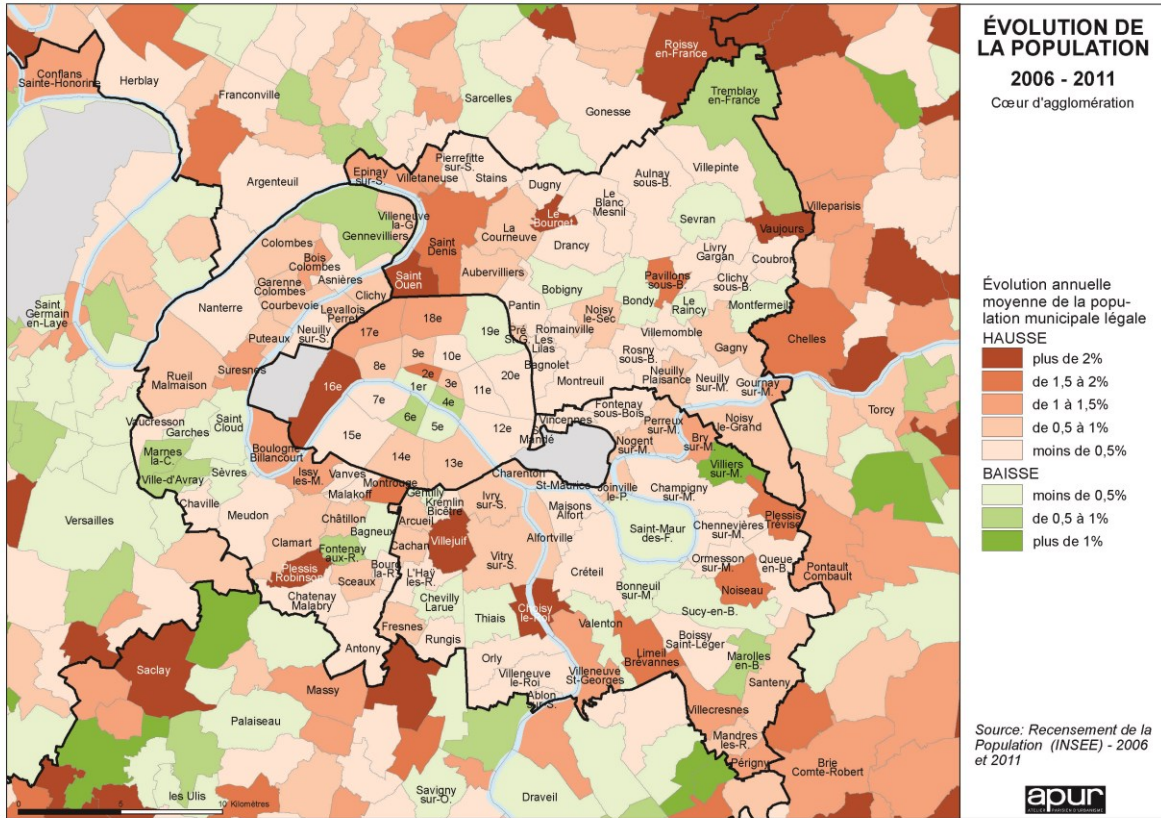 ÉVOLUTION DE
LA POPULATION
2006 - 2011
Cœur d'agglomération
Évolution annuelle
moyenne de la popu-
lation municipale légale
HAUSSE
plus de 2%
de 1,5 à 2%
de 1 à 1,5%
de 0,5 à 1%
moins de 0,5%
BAISSE
moins de 0,5%
de 0,5 à 1%
plus de 1%
Source: Recensement de la
Population (INSEE) - 2006
et 2011
apur
ATELIER PARISIEN D'URBANISME
Conflans
Sainte-Honorine
Herblay
Franconville
Sarcelles
Gonesse
Roissy
en-France
Tremblay
en-France
Argenteuil
Epinay
sur-S.
Villetaneuse
Pierrefitte
sur-S.
Stains
Dugny
Le
Blanc
Mesnil
Aulnay
sous-B.
Villepinte
Villeparisis
Villeneuve
la-G.
Gennevilliers
Saint
Denis
La
Courneuve
Le
Bourget
Drancy
Sevran
Vaujours
Colombes
Bois
Colombes
Asnières
Garenne
Colombes
Courbevoie
Clichy
Saint
Ouen
Aubervilliers
Livry
Gargan
Coubron
Pavillons
sous-B.
Clichy
sous-B.
Bobigny
Bondy
Le
Raincy
Montfermeil
Saint
Germain
en-Laye
Nanterre
Levallois
Perret
Neuilly
sur-S.
Puteaux
17e
18e
19e
Pantin
Pré
St-G.
Les
Lilas
Romainville
Noisy
le-Sec
Villemomble
Gagny
Chelles
Rueil
Malmaison
Suresnes
16e
8e
9e
10e
2e
1er
3e
4e
11e
20e
Bagnolet
Rosny
sous-B.
Montreuil
Neuilly
Plaisance
Neuilly
sur-M.
Gournay
sur-M.
Torcy
7e
6e
5e
12e
15e
14e
13e
Vaucresson
Garches
Saint
Cloud
Marnes
la-C.
Ville-d'Avray
Sèvres
Boulogne
Billancourt
Issy
les-M.
Vanves
Malakoff
Montrouge
Vincennes
Mandé
Fontenay
sous-Bois
Perreux
sur-M.
Nogent
sur-M.
Bry
sur-M.
Noisy
le-Grand
Villiers
sur-M.
Charenton
St-Maurice
Joinville
le-P.
Champigny
sur-M.
Versailles
Chaville
Meudon
Clamart
Châtillon
Bagneux
Fontenay
aux-R.
Gentilly
Kremlin
Bicêtre
Arcueil
Cachan
Villejuif
Ivry
sur-S.
Vitry
sur-S.
Maisons
Alfort
Alfortville
Saint-Maur
des-F.
Chennevières
sur-M.
Plessis
Trévise
Ormesson
sur-M.
Queue
en-B.
Pontault
Combault
Plessis
Robinson
Sceaux
Bourg
la-R.
L'Haÿ
les-R.
Chatenay
Malabry
Chevilly
Larue
Thiais
Choisy
le-Roi
Créteil
Bonneuil
sur-M.
Noiseau
Sucy-en-B.
Fresnes
Rungis
Antony
Valenton
Limeil
Brévannes
Boissy
Saint-Léger
Marolles
en-B.
Santeny
Saclay
Massy
Palaiseau
Orly
Villeneuve
le-Roi
Ablon
sur-S.
Villeneuve
St-Georges
Villecresnes
Mandres
les-R.
Périgny
Brie
Comte-Robert
les Ulis
Savigny
sur-O.
Draveil
0
5
10 Kilomètres